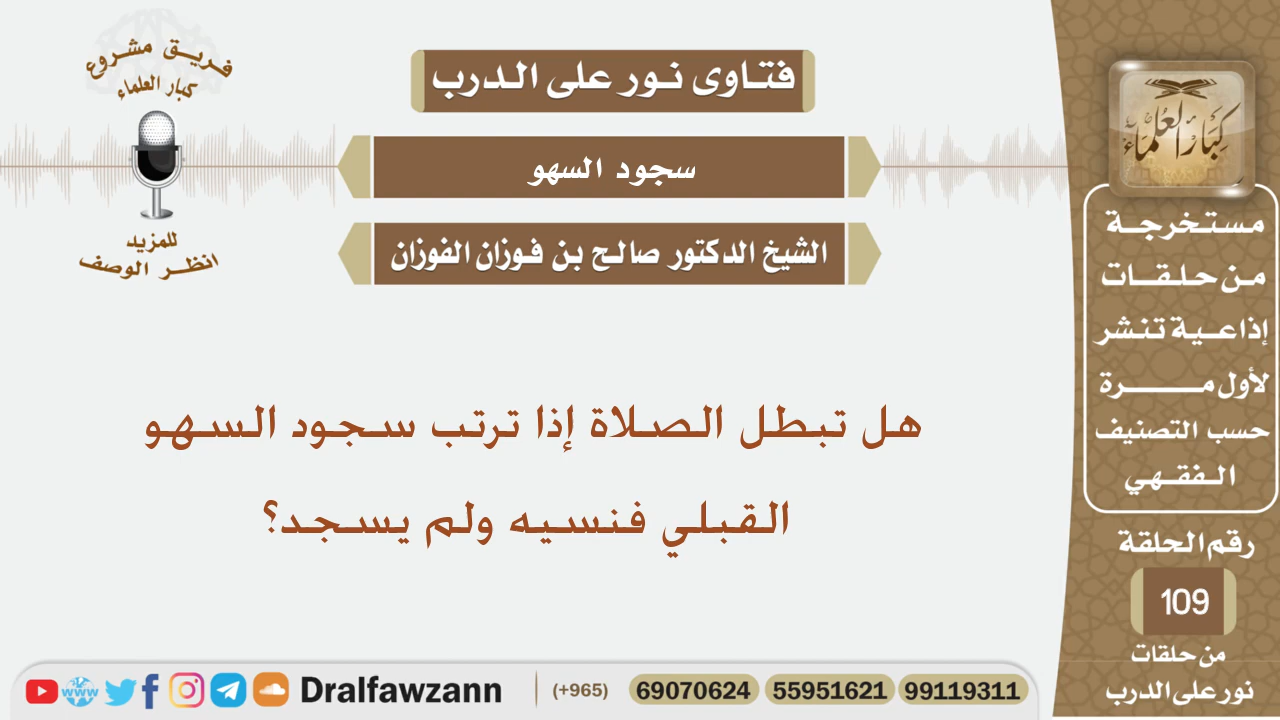 فريق مشروع
كبار العلماء
للمزيد
انظر الوصف
فتاوى نور على الدرب
سجود السهو
الشيخ الدكتور صالح بن فوزان الفوزان
هل تبطل الصلاة إذا ترتب سجود السهو
القبلي فنسيه ولم يسجد؟
كبار العلماء
مستخرجة
من حلقات
إذاعية تنشر
لأول مرة
حسب التصنيف
الفقهي
رقم الحلقة
109
من حلقات
نور على الدرب
www Dralfawzann (+965) 69070624 55951621 99119311